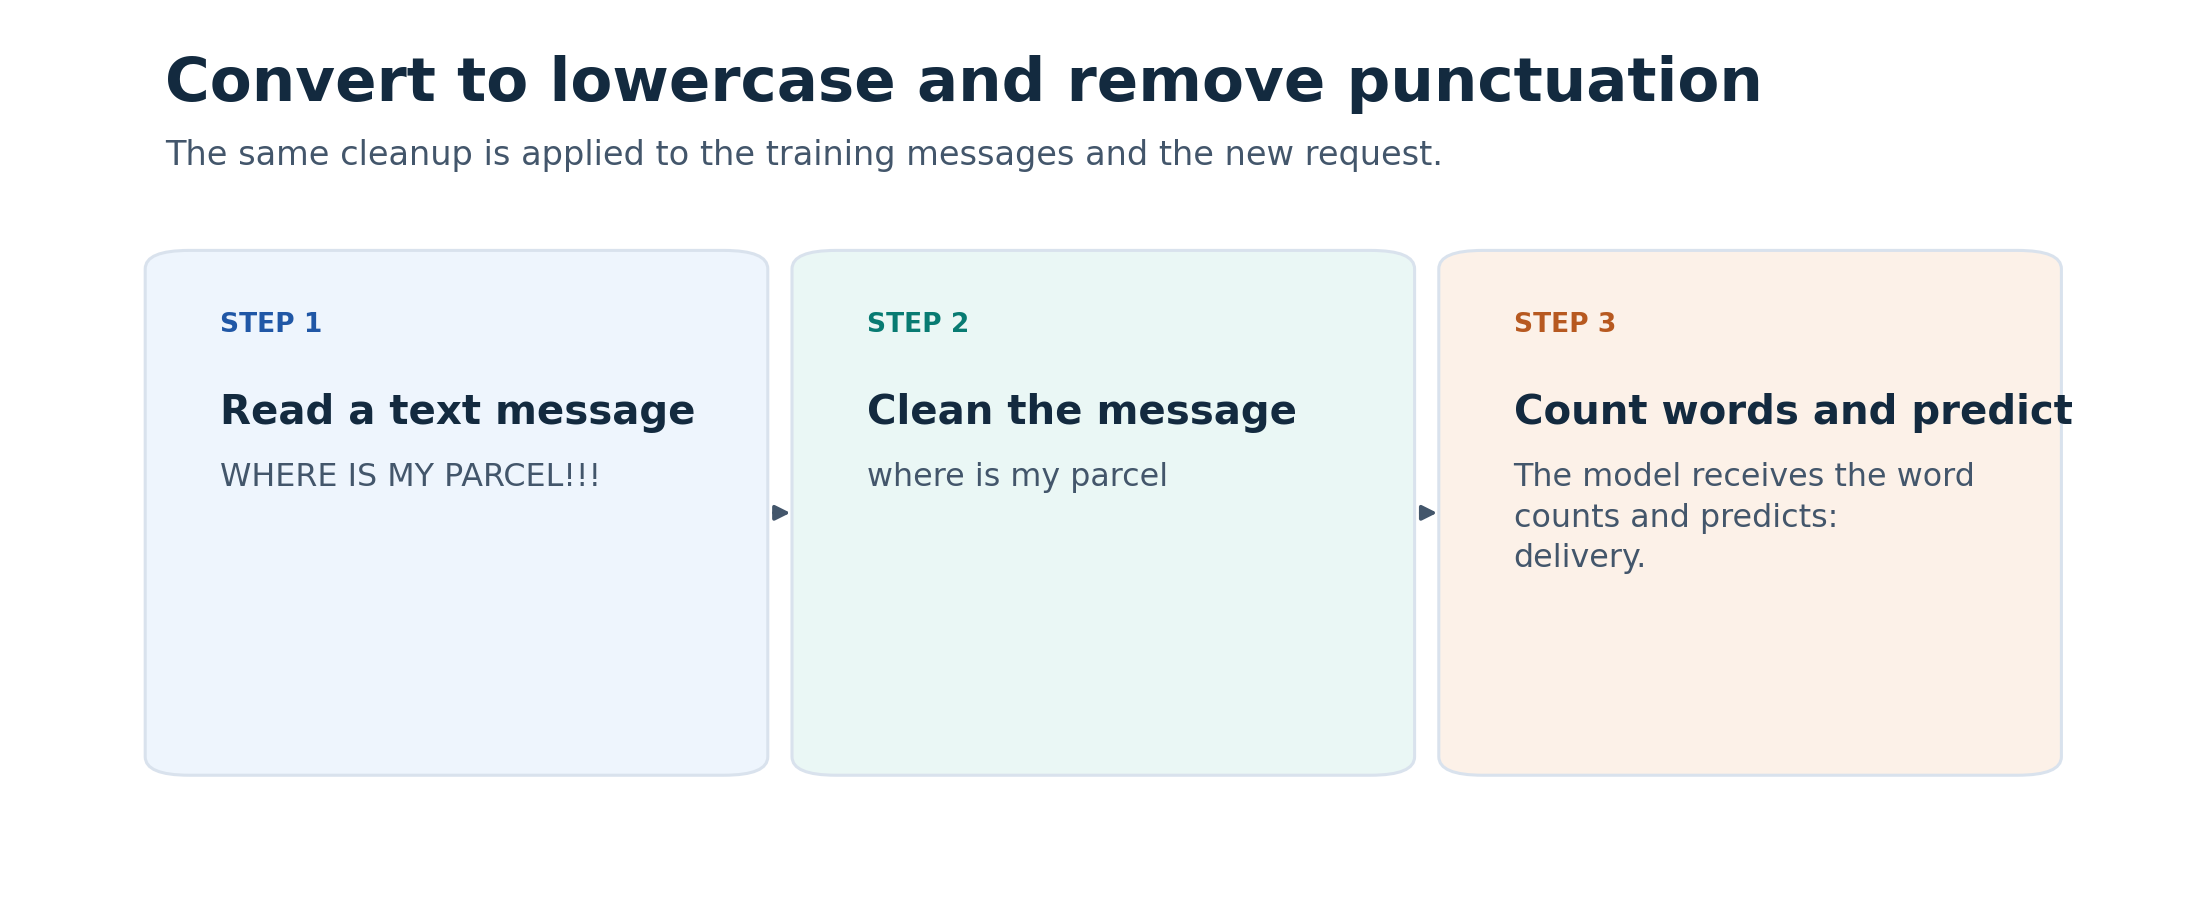 Convert to lowercase and remove punctuation
The same cleanup is applied to the training messages and the new request.
STEP 1
Read a text message
WHERE IS MY PARCEL!!!
STEP 2
Clean the message
where is my parcel
STEP 3
Count words and predict
The model receives the word
counts and predicts:
delivery.